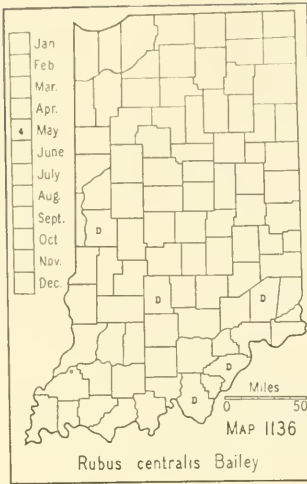 Jan
Feb
Mar.
Apr.
4 May
June
July
Aug.
Sept.
Oct
Nov.
Dec.
D
D
D
D
D
Miles
0 50
MAP 1136
Rubus centralis Bailey